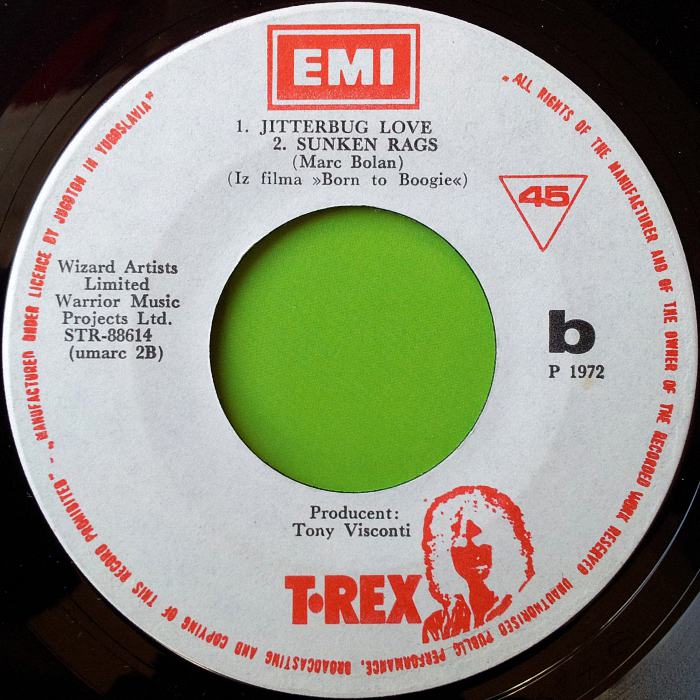 EMI
1. JITTERBUG LOVE
2. SUNKEN RAGS
(Marc Bolan)
(Iz filma »Born to Boogie«)
45
Wizard Artists
Limited
Warrior Music
Projects Ltd.
STR-88614
(umarc 2B)
b
P 1972
Producent:
Tony Visconti
T•REX
„ALL RIGHTS OF THE MANUFACTURER AND OF THE OWNER OF THE RECORDED WORK RESERVED UNAUTHORISED PUBLIC PERFORMANCE, BROADCASTING AND COPYING OF THIS RECORD PROHIBITED" - „MANUFACTURED UNDER LICENCE BY JUGOTON IN YUGOSLAVIA"